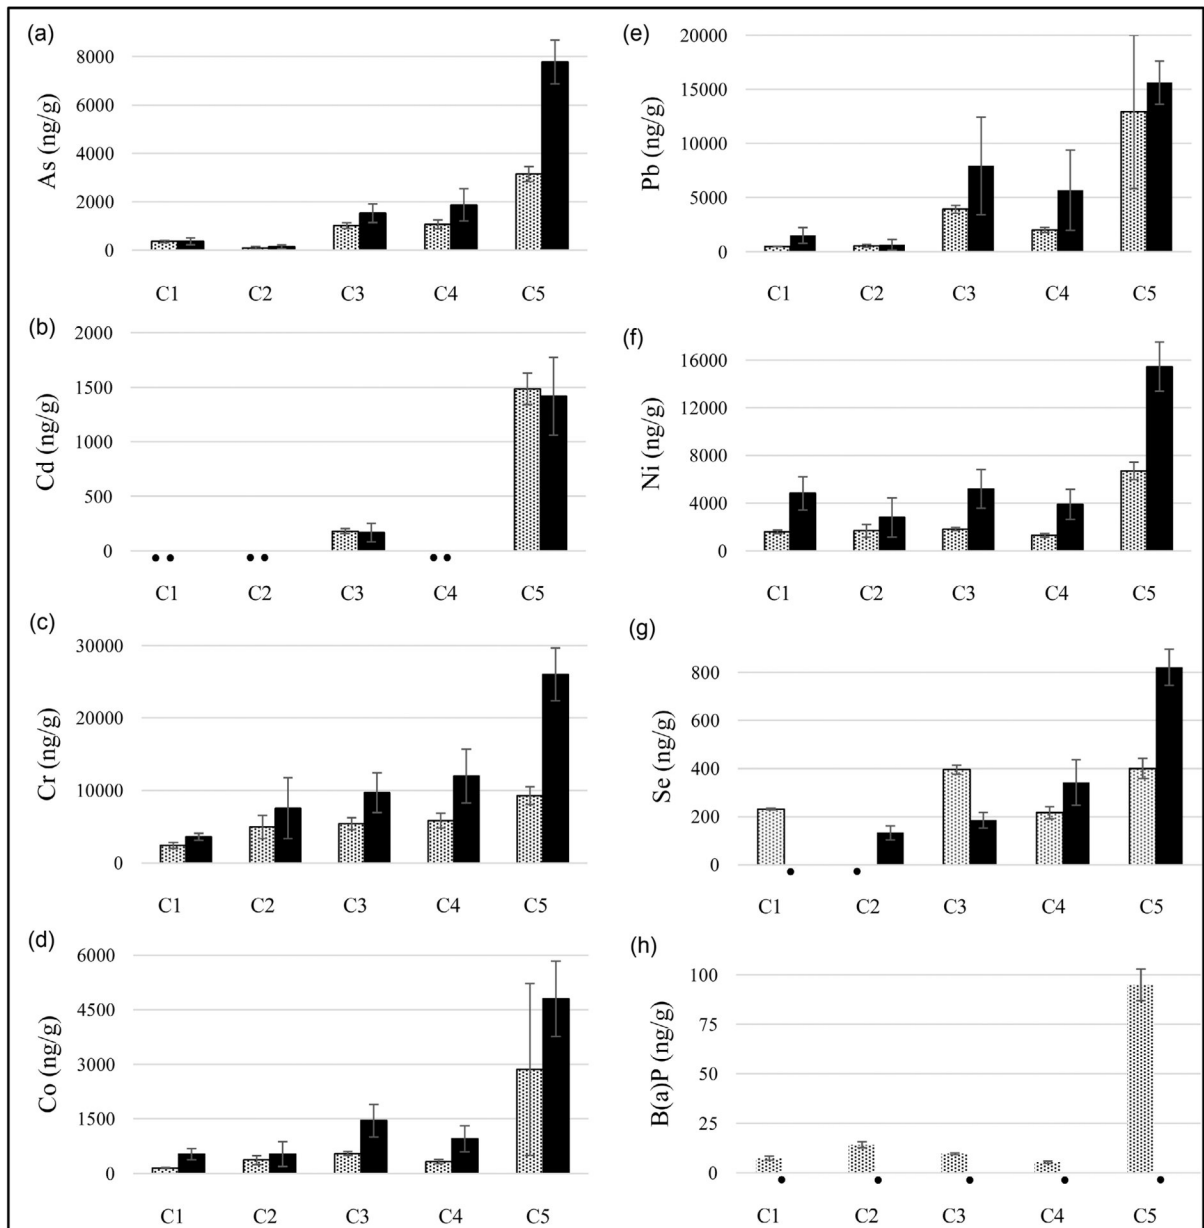 (a)
As (ng/g)
8000
6000
4000
2000
0
C1 C2 C3 C4 C5
(b)
Cd (ng/g)
2000
1500
1000
500
0
C1 C2 C3 C4 C5
(c)
Cr (ng/g)
30000
20000
10000
0
C1 C2 C3 C4 C5
(d)
Co (ng/g)
6000
4500
3000
1500
0
C1 C2 C3 C4 C5
(e)
Pb (ng/g)
20000
15000
10000
5000
0
C1 C2 C3 C4 C5
(f)
Ni (ng/g)
16000
12000
8000
4000
0
C1 C2 C3 C4 C5
(g)
Se (ng/g)
800
600
400
200
0
C1 C2 C3 C4 C5
(h)
B(a)P (ng/g)
100
75
50
25
0
C1 C2 C3 C4 C5